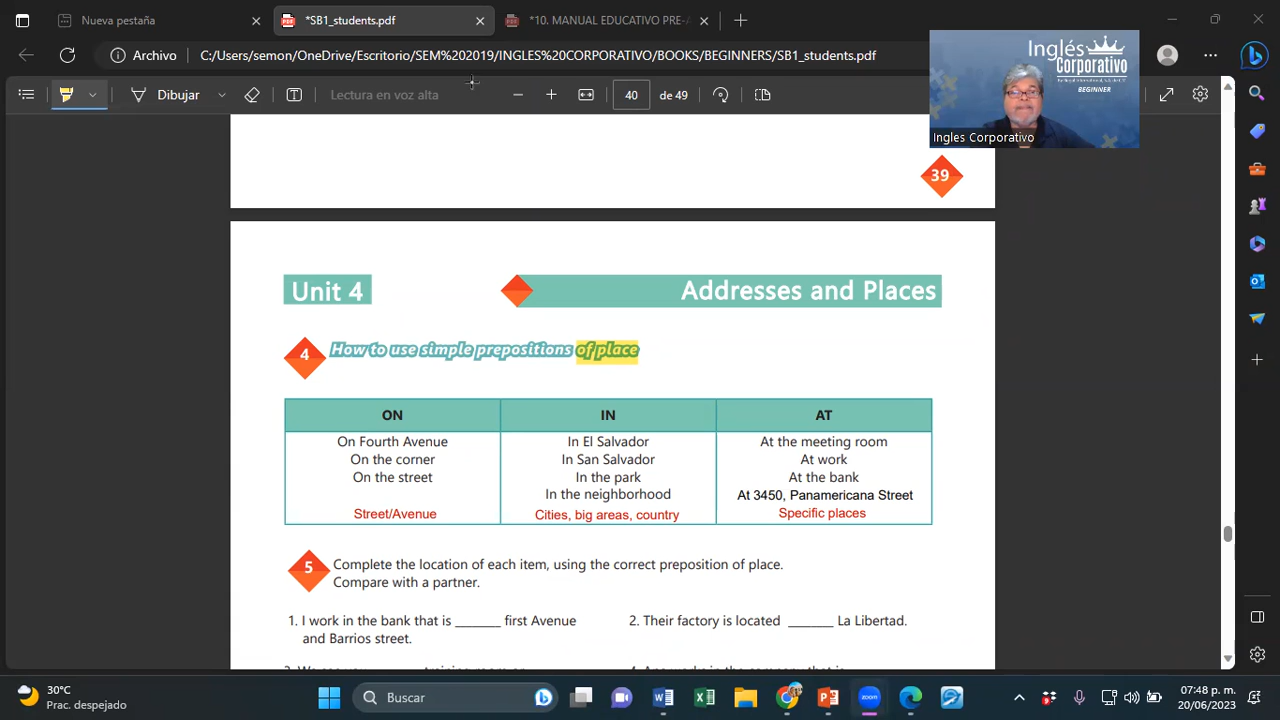 Nueva pestaña
*SB1_students.pdf
*10. MANUAL EDUCATIVO PRE-A
Archivo
C:/Users/semon/OneDrive/Escritorio/SEM%202019/INGLES%20CORPORATIVO/BOOKS/BEGINNERS/SB1_students.pdf
Dibujar
Lectura en voz alta
40
de 49
Inglés
Corporativo
BEGINNER
Ingles Corporativo
39
Unit 4
Addresses and Places
4
How to use simple prepositions of place
ON
IN
AT
On Fourth Avenue
On the corner
On the street
Street/Avenue
In El Salvador
In San Salvador
In the park
In the neighborhood
Cities, big areas, country
At the meeting room
At work
At the bank
At 3450, Panamericana Street
Specific places
5
Complete the location of each item, using the correct preposition of place.
Compare with a partner.
1. I work in the bank that is _______ first Avenue
and Barrios street.
2. Their factory is located _______ La Libertad.
30°C
Prac. despejado
Buscar
07:48 p. m.
20/06/2023